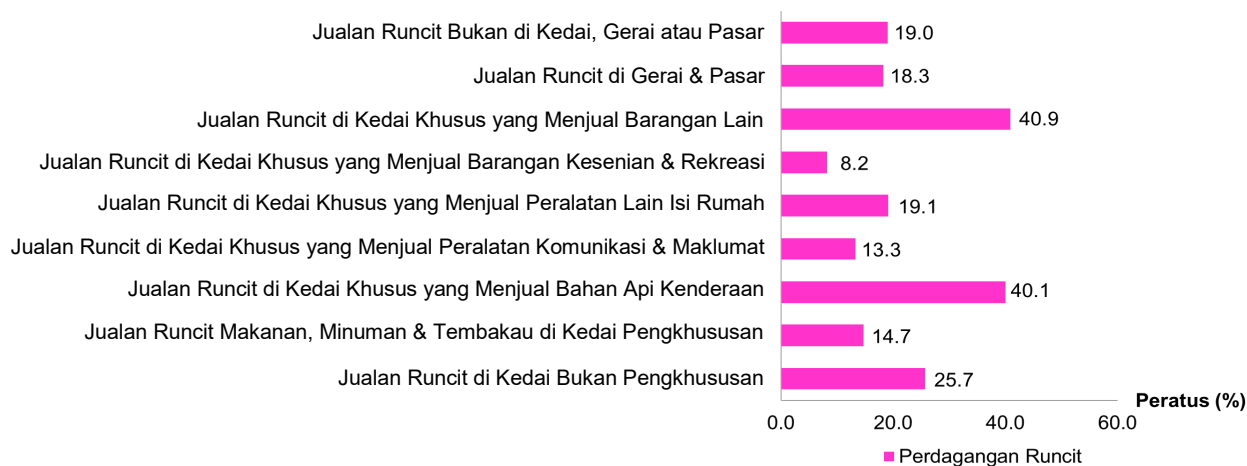 Jualan Runcit Bukan di Kedai, Gerai atau Pasar 19.0
Jualan Runcit di Gerai & Pasar 18.3
Jualan Runcit di Kedai Khusus yang Menjual Barangan Lain 40.9
Jualan Runcit di Kedai Khusus yang Menjual Barangan Kesenian & Rekreasi 8.2
Jualan Runcit di Kedai Khusus yang Menjual Peralatan Lain Isi Rumah 19.1
Jualan Runcit di Kedai Khusus yang Menjual Peralatan Komunikasi & Maklumat 13.3
Jualan Runcit di Kedai Khusus yang Menjual Bahan Api Kenderaan 40.1
Jualan Runcit Makanan, Minuman & Tembakau di Kedai Pengkhususan 14.7
Jualan Runcit di Kedai Bukan Pengkhususan 25.7
Peratus (%)
0.0 20.0 40.0 60.0
Perdagangan Runcit